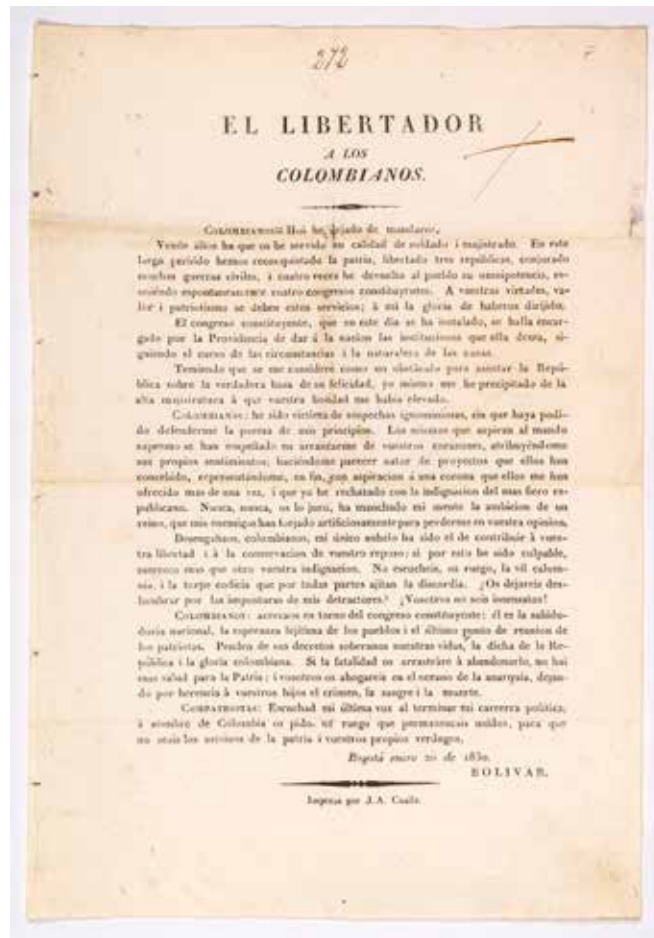 272
EL LIBERTADOR
A LOS
COLOMBIANOS.
COLOMBIANOS: Hoi he dejado de mandaros.
Veinte años ha que os he servido en calidad de soldado i majistrado. En este
largo período hemos reconquistado la patria, libertado tres repúblicas, conjurado
muchas guerras civiles, i cuatro veces he devuelto al pueblo su omnipotencia, re-
uniendo espontaneamente cuatro congresos constituyentes. A vuestras virtudes, va-
lor i patriotismo se deben estos servicios; á mi la gloria de haberos dirijido.
El congreso constituyente, que en este dia se ha instalado, se halla encar-
gado por la Providencia de dar á la nacion las instituciones que ella desea, si-
guiendo el curso de las circunstancias i la naturaleza de las cosas.
Temiendo que se me considere como un obstáculo para asentar la Repú-
blica sobre la verdadera basa de su felicidad, yo mismo me he precipitado de la
alta majistratura á que vuestra bondad me habia elevado.
COLOMBIANOS: he sido víctima de sospechas ignominiosas, sin que haya podi-
do defenderme la pureza de mis principios. Los mismos que aspiran al mando
supremo se han empeñado en arrancarme de vuestros corazones, atribuyéndome
sus propios sentimientos; haciéndome parecer autor de proyectos que ellos han
concebido, representándome, en fin, con aspiracion á una corona que ellos me han
ofrecido mas de una vez, i que yo he rechazado con la indignacion del mas fiero re-
publicano. Nunca, nunca, os lo juro, ha manchado mi mente la ambicion de un
reino, que mis enemigos han forjado artificiosamente para perderme en vuestra opinion.
Desengañaos, colombianos, mi único anhelo ha sido el de contribuir á vues-
tra libertad i á la conservacion de vuestro reposo; si por esto he sido culpable,
merezco mas que otro vuestra indignacion. No escucheis, os ruego, la vil calum-
nia, i la torpe codicia que por todas partes ajitan la discordia. ¿Os dejareis des-
lumbrar por las imposturas de mis detractores? ¡Vosotros no sois insensatos!
COLOMBIANOS: acercaos en torno del congreso constituyente: él es la sabidu-
duría nacional, la esperanza lejítima de los pueblos i el último punto de reunion de
los patriotas. Penden de sus decretos soberanos nuestras vidas, la dicha de la Re-
pública i la gloria colombiana. Si la fatalidad os arrastrare á abandonarlo, no hai
mas salud para la Patria; i vosotros os abogareis en el oceano de la anarquía, dejan-
do por herencia á vuestros hijos el crímen, la sangre i la muerte.
COMPATRIOTAS: Escuchad mi última voz al terminar mi carrera política,
á nombre de Colombia os pido, os ruego que permanezcais unidos, para que
no seais los asesinos de la patria i vuestros propios verdugos.
Bogotá enero 20 de 1830.
BOLIVAR.
Impresa por J.A. Cualla.